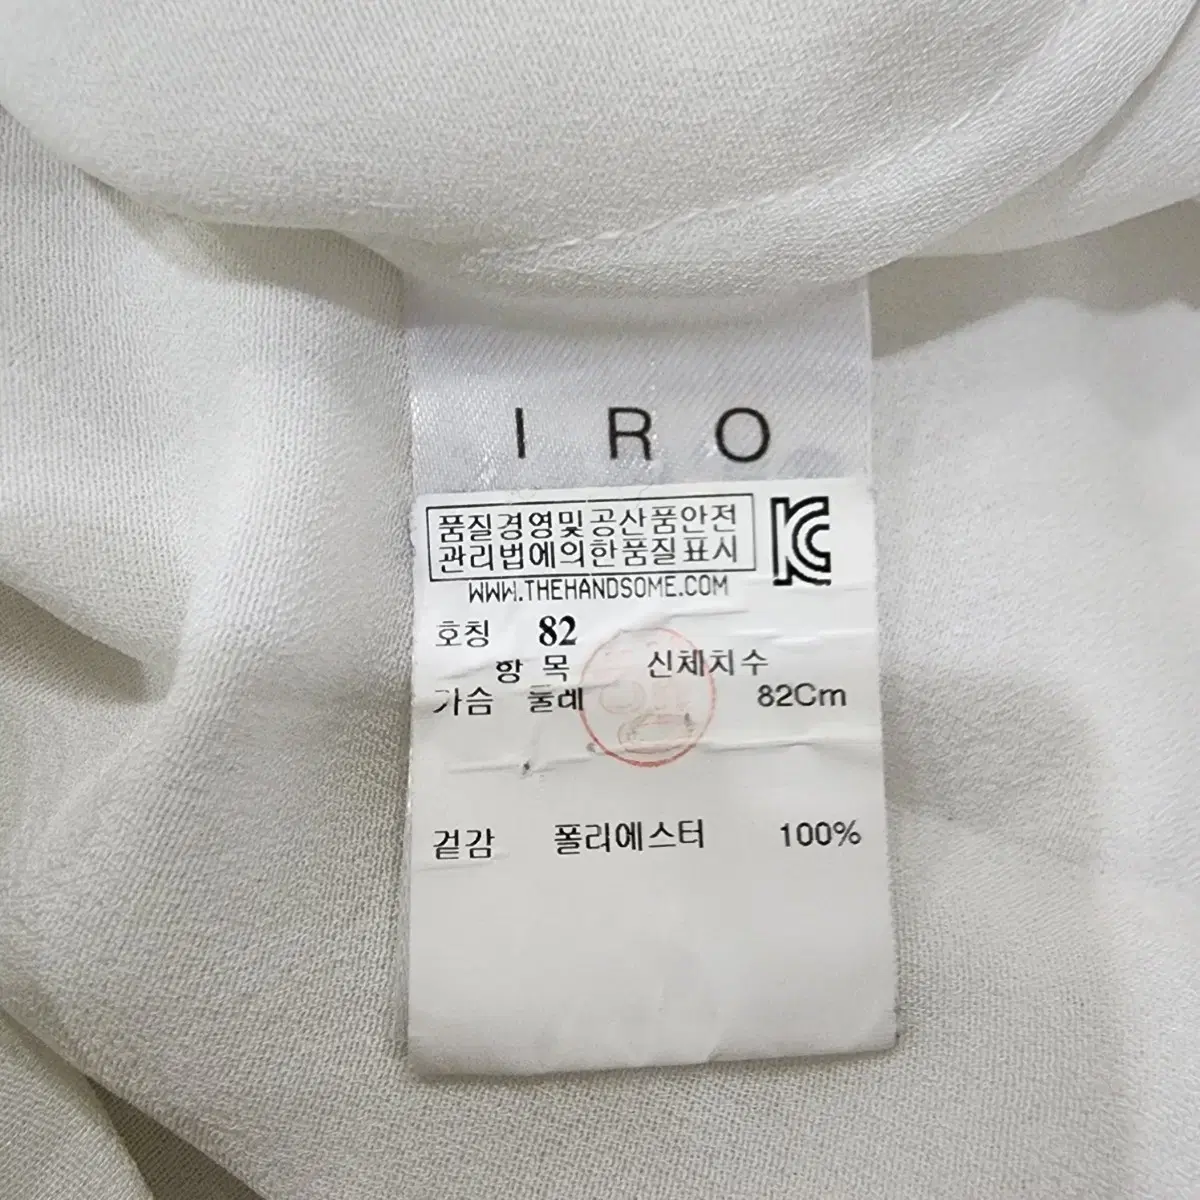 IRO
품질경영및공산품안전
관리법에의한품질표시
WWW.THEHANDSOME.COM
호칭 82
항 목 신체치수
가슴 둘레 82Cm
겉감 폴리에스터 100%